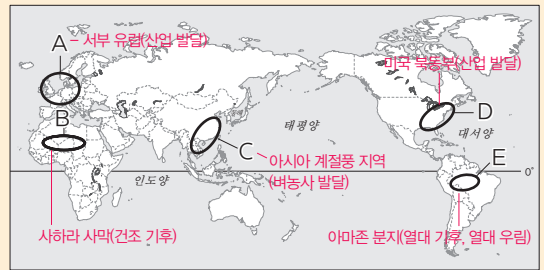 A
– 서부 유럽(산업 발달)
미국 북동부(산업 발달)
B
태평양
D
대서양
C
아시아 계절풍 지역
(벼농사 발달)
E
0°
인도양
사하라 사막(건조 기후)
아마존 분지(열대 기후, 열대 우림)